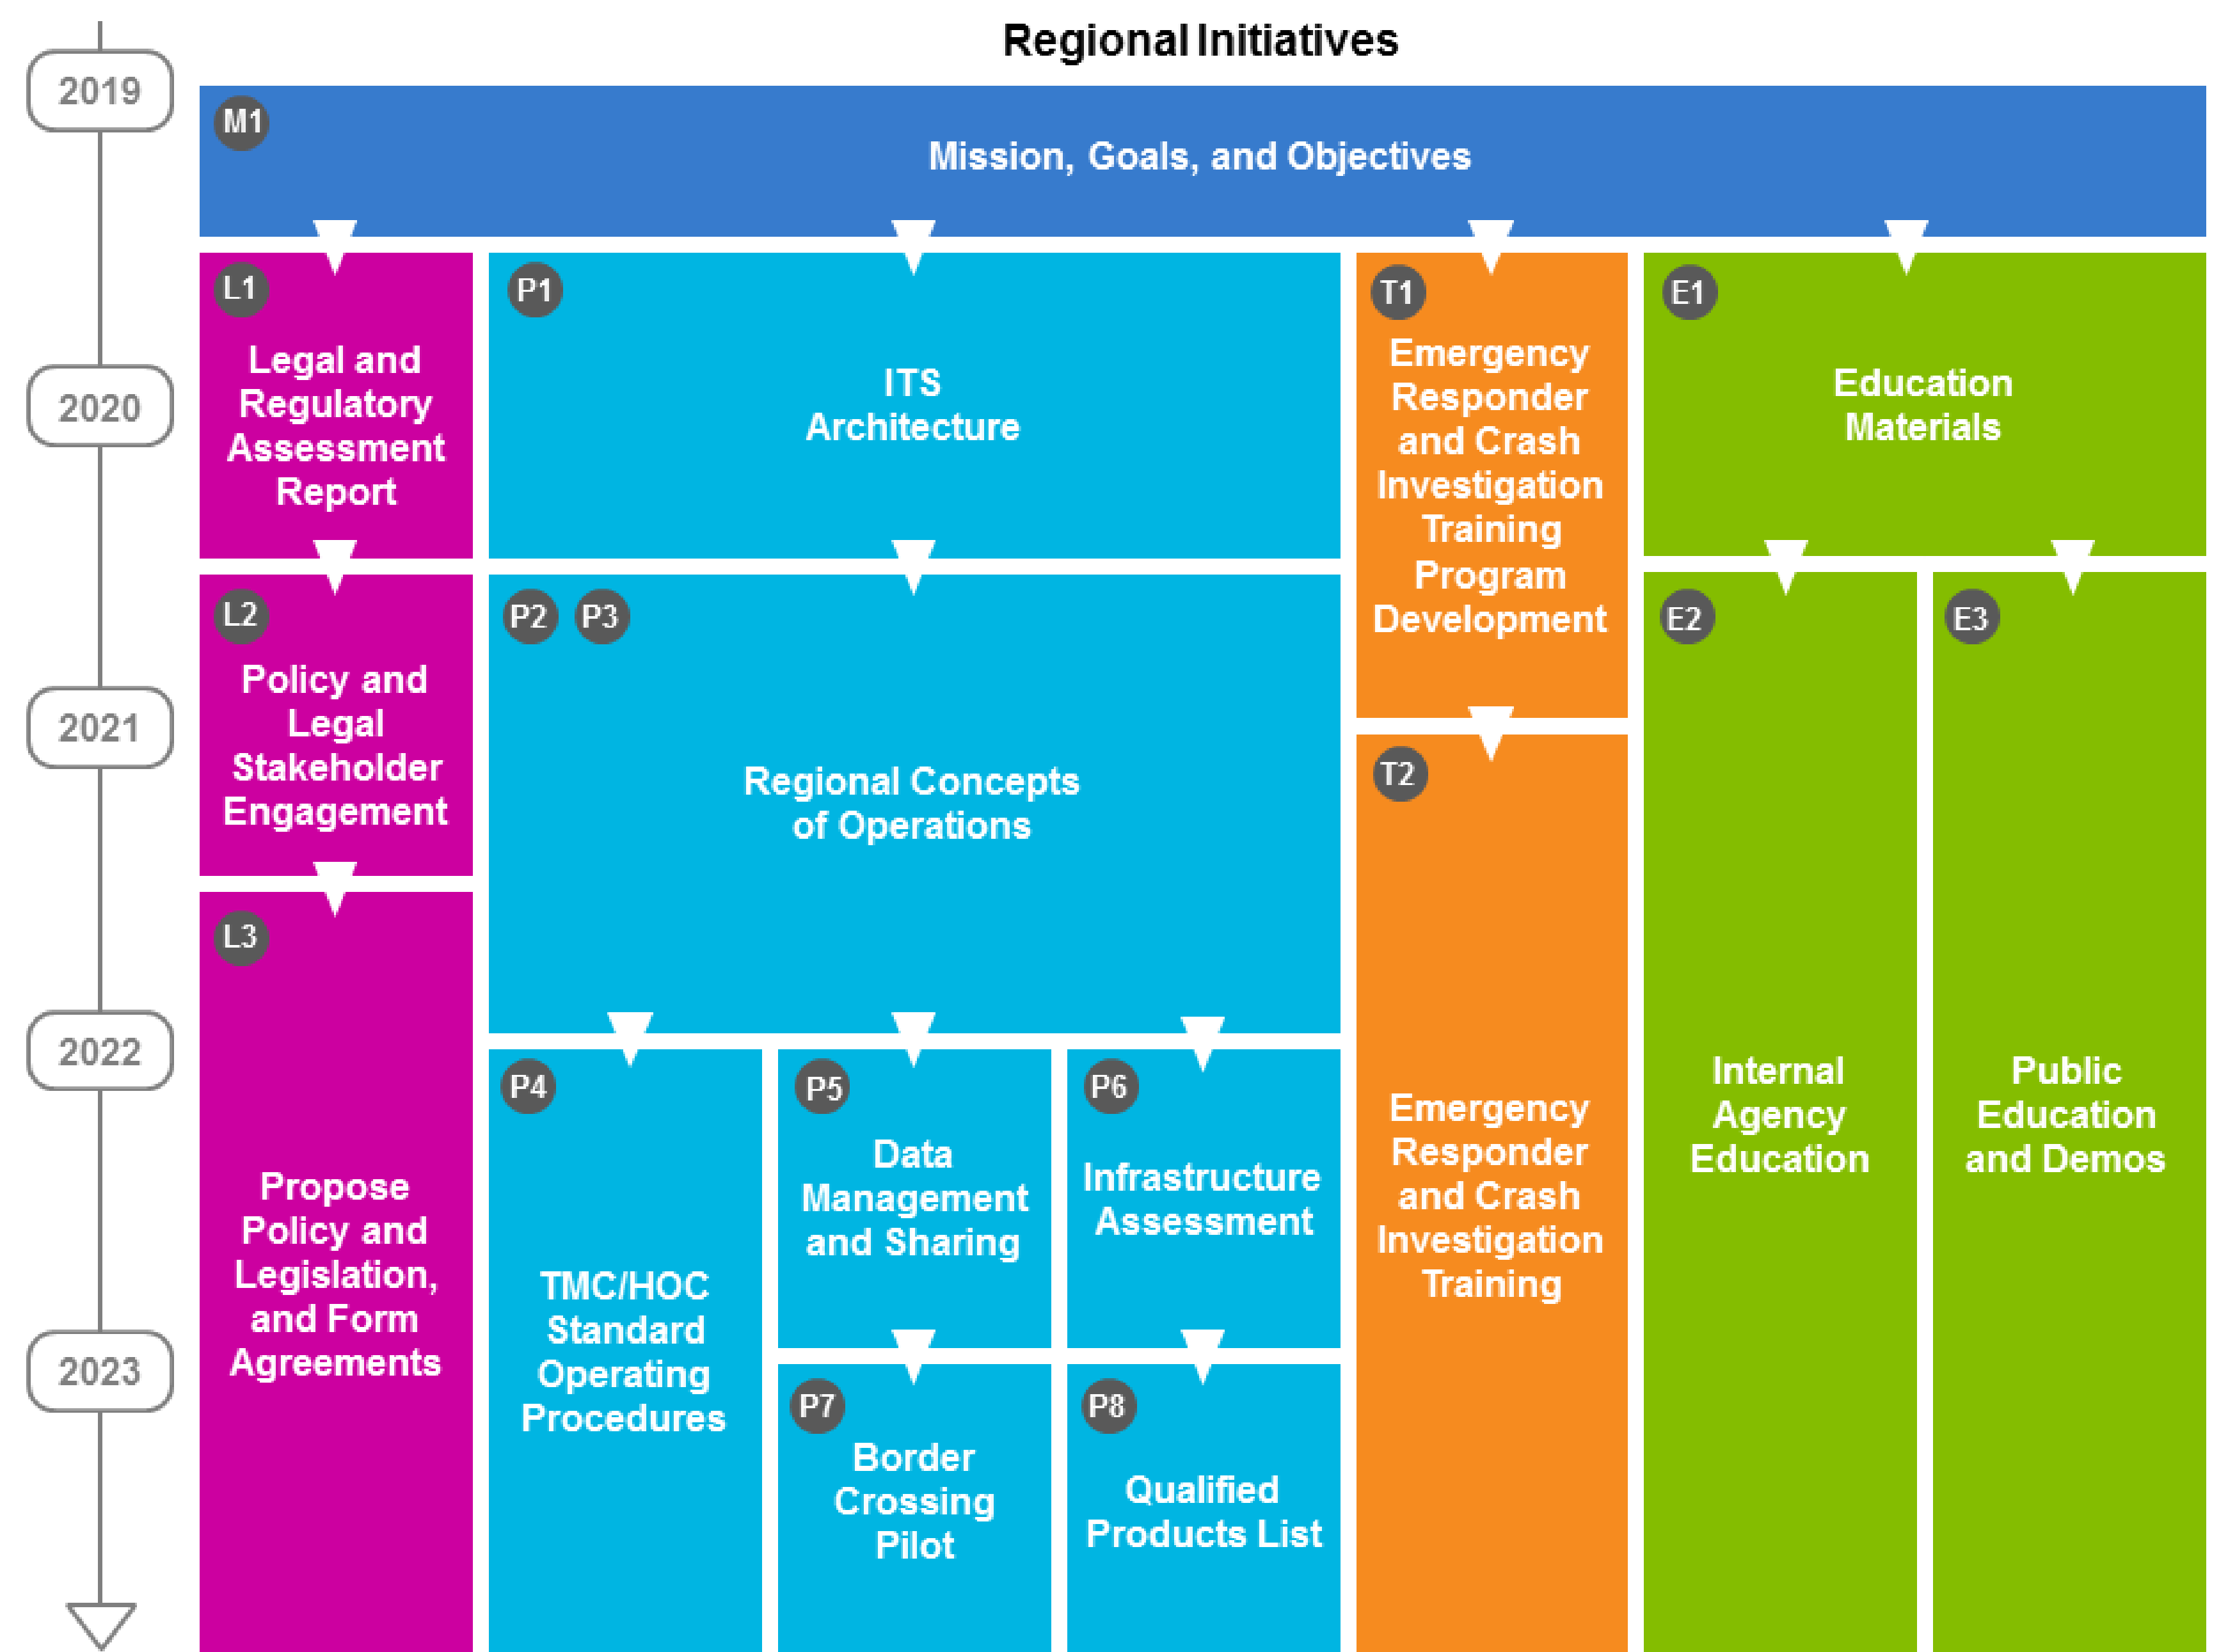 Regional Initiatives
2019
M1
Mission, Goals, and Objectives
L1
Legal and
Regulatory
Assessment
Report
P1
ITS
Architecture
T1
Emergency
Responder
and Crash
Investigation
Training
Program
Development
E1
Education
Materials
2020
L2
Policy and
Legal
Stakeholder
Engagement
P2 P3
Regional Concepts
of Operations
E2
Internal
Agency
Education
E3
Public
Education
and Demos
2021
T2
Emergency
Responder
and Crash
Investigation
Training
L3
Propose
Policy and
Legislation,
and Form
Agreements
2022
P4
TMC/HOC
Standard
Operating
Procedures
P5
Data
Management
and Sharing
P6
Infrastructure
Assessment
2023
P7
Border
Crossing
Pilot
P8
Qualified
Products List